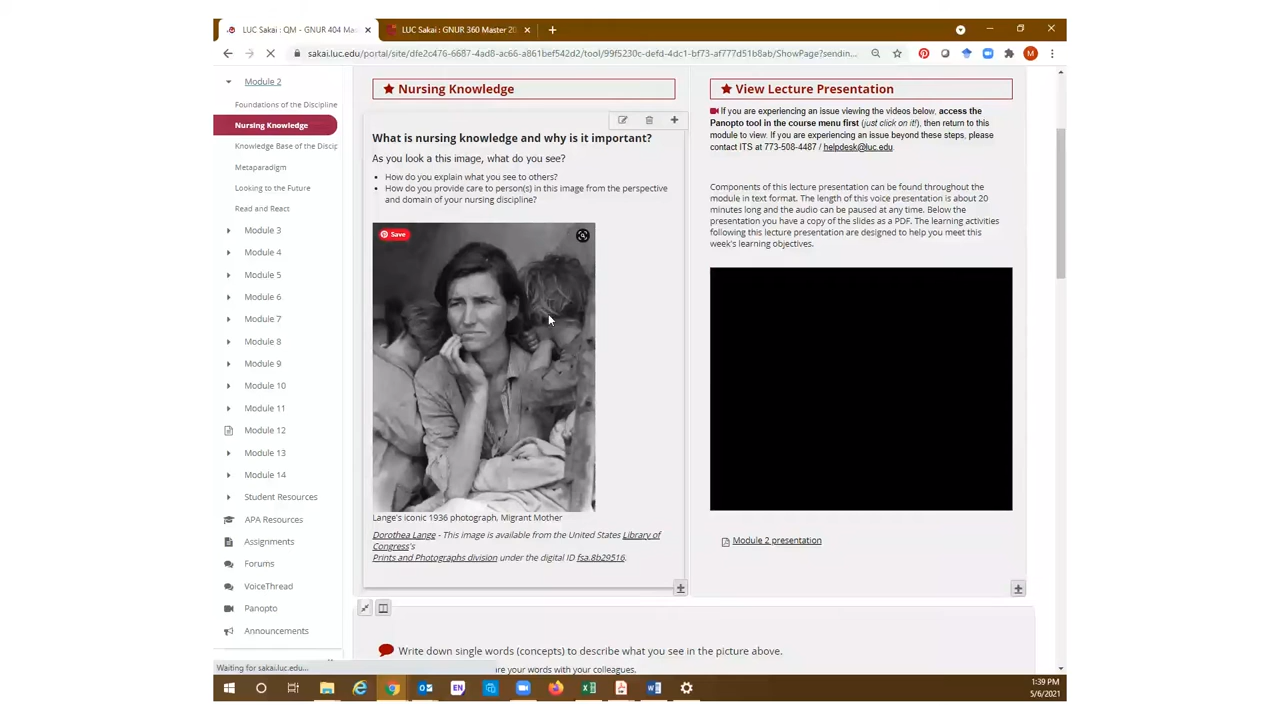 LUC Sakai : QM - GNUR 404 Mas
LUC Sakai : GNUR 360 Master 20
sakai.luc.edu/portal/site/dfe2c476-6687-4ad8-ac66-a861bef542d2/tool/99f5230c-defd-4dc1-bf73-af777d51b8ab/ShowPage?sendin...
M
Module 2
Foundations of the Discipline
Nursing Knowledge
Knowledge Base of the Discip
Metaparadigm
Looking to the Future
Read and React
Module 3
Module 4
Module 5
Module 6
Module 7
Module 8
Module 9
Module 10
Module 11
Module 12
Module 13
Module 14
Student Resources
APA Resources
Assignments
Forums
VoiceThread
Panopto
Announcements
Waiting for sakai.luc.edu...
Nursing Knowledge
What is nursing knowledge and why is it important?
As you look a this image, what do you see?
• How do you explain what you see to others?
• How do you provide care to person(s) in this image from the perspective
and domain of your nursing discipline?
Save
Lange's iconic 1936 photograph, Migrant Mother
Dorothea Lange - This image is available from the United States Library of
Congress's
Prints and Photographs division under the digital ID fsa.8b29516.
View Lecture Presentation
If you are experiencing an issue viewing the videos below, access the
Panopto tool in the course menu first (just click on it!), then return to this
module to view. If you are experiencing an issue beyond these steps, please
contact ITS at 773-508-4487 / helpdesk@luc.edu.
Components of this lecture presentation can be found throughout the
module in text format. The length of this voice presentation is about 20
minutes long and the audio can be paused at any time. Below the
presentation you have a copy of the slides as a PDF. The learning activities
following this lecture presentation are designed to help you meet this
week's learning objectives.
Module 2 presentation
Write down single words (concepts) to describe what you see in the picture above.
are your words with your colleagues.
EN
1:39 PM
5/6/2021